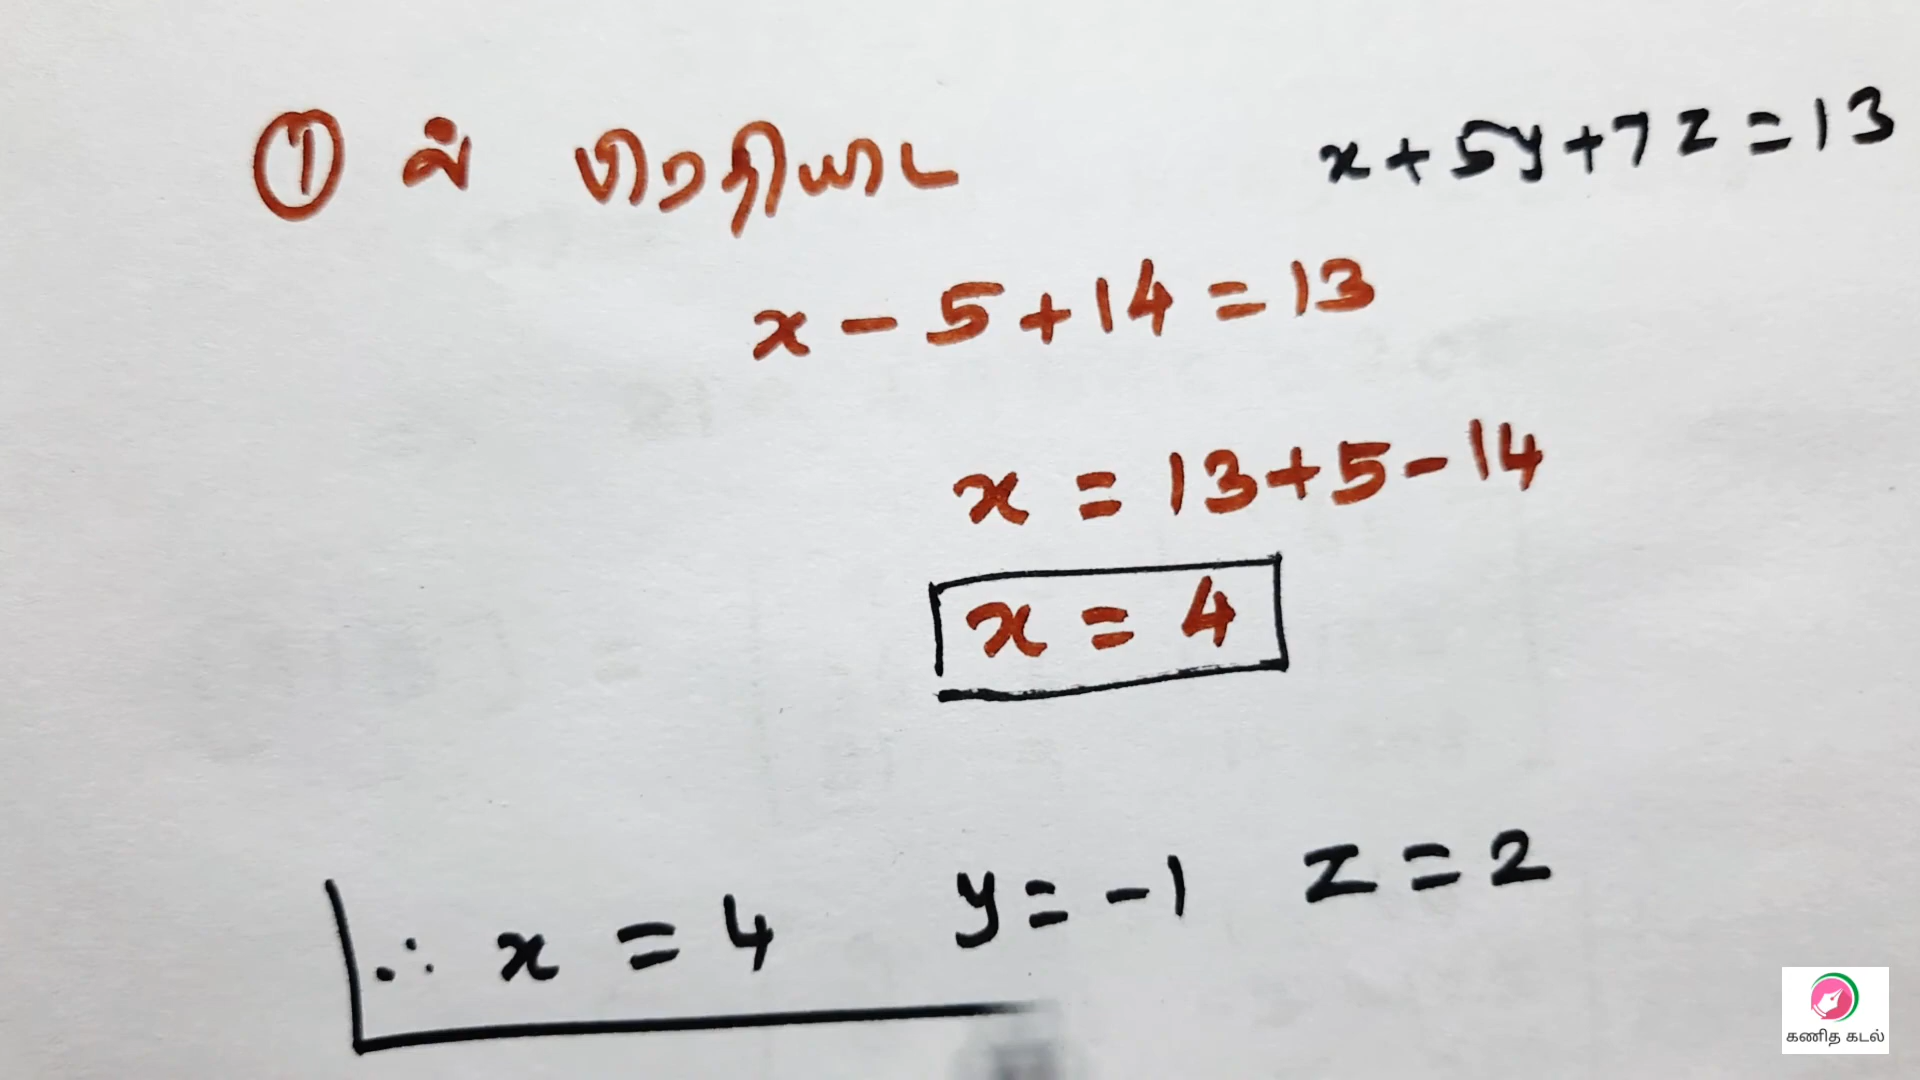 ① ல் பிரதியிட x+5y+7z=13
x-5+14=13
x = 13+5-14
x = 4
∴ x = 4 y = -1 z = 2
கணித கடல்